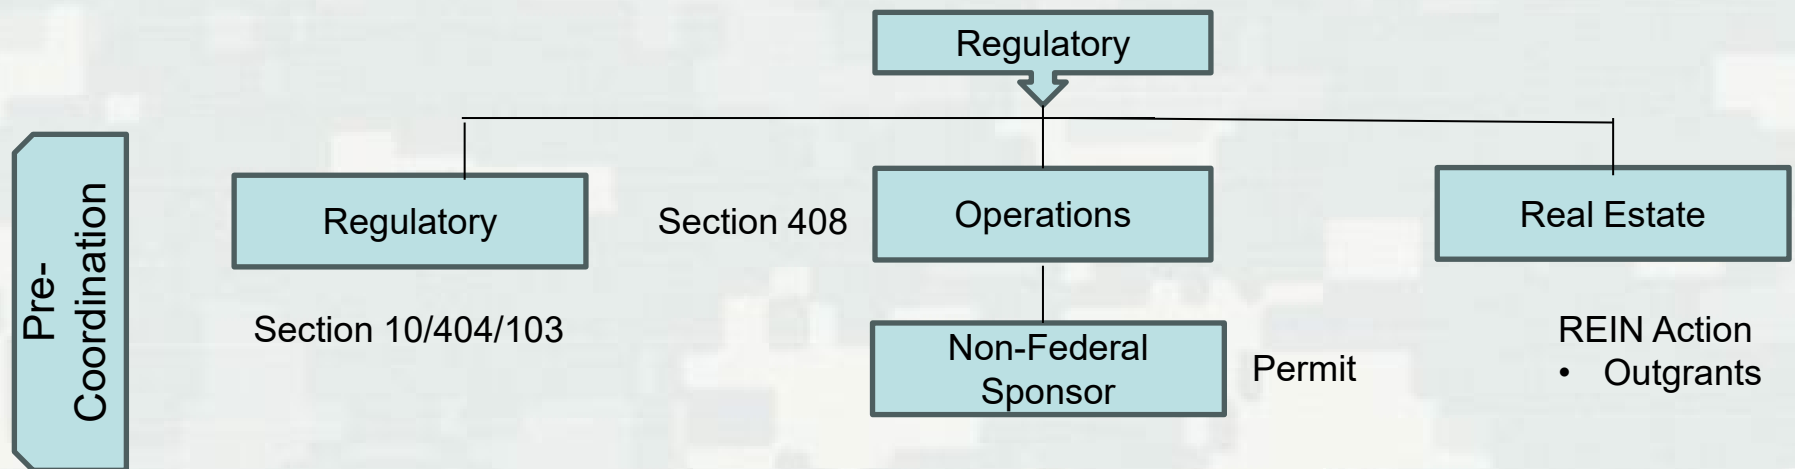 Regulatory
Pre-
Coordination
Regulatory
Section 408
Operations
Real Estate
Section 10/404/103
Non-Federal
Sponsor
Permit
REIN Action
• Outgrants